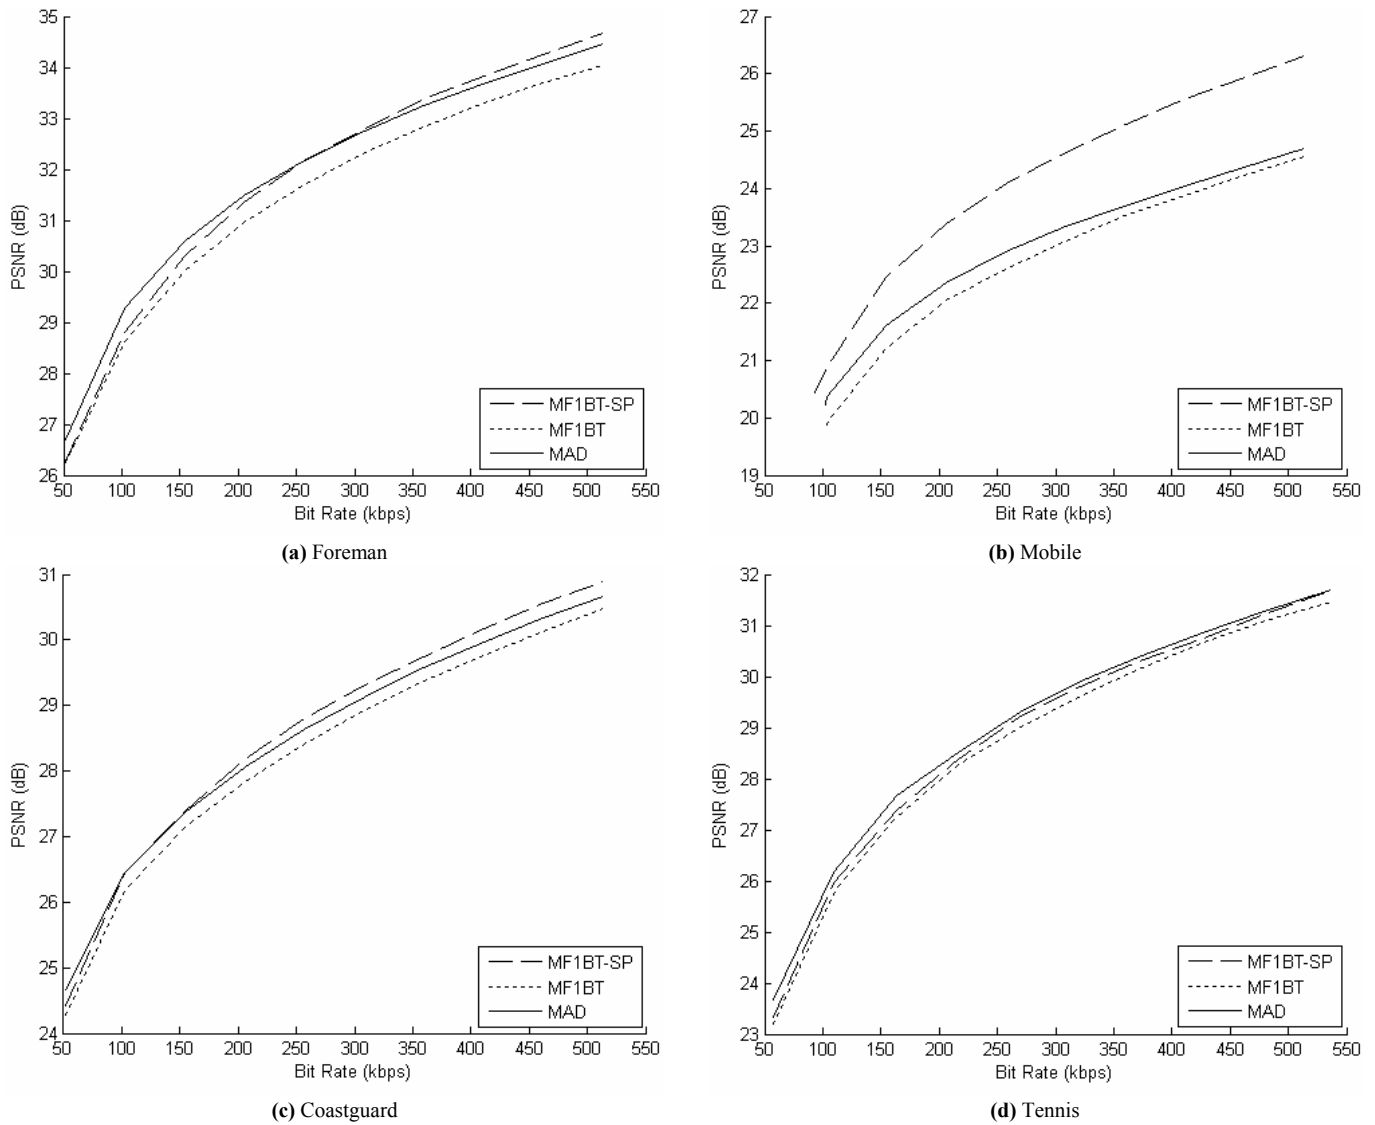 35
34
33
32
31
30
29
28
27
26
PSNR (dB)
50 100 150 200 250 300 350 400 450 500 550
Bit Rate (kbps)
MF1BT-SP
MF1BT
MAD
(a) Foreman
27
26
25
24
23
22
21
20
19
PSNR (dB)
50 100 150 200 250 300 350 400 450 500 550
Bit Rate (kbps)
MF1BT-SP
MF1BT
MAD
(b) Mobile
31
30
29
28
27
26
25
24
PSNR (dB)
50 100 150 200 250 300 350 400 450 500 550
Bit Rate (kbps)
MF1BT-SP
MF1BT
MAD
(c) Coastguard
32
31
30
29
28
27
26
25
24
23
PSNR (dB)
50 100 150 200 250 300 350 400 450 500 550
Bit Rate (kbps)
MF1BT-SP
MF1BT
MAD
(d) Tennis